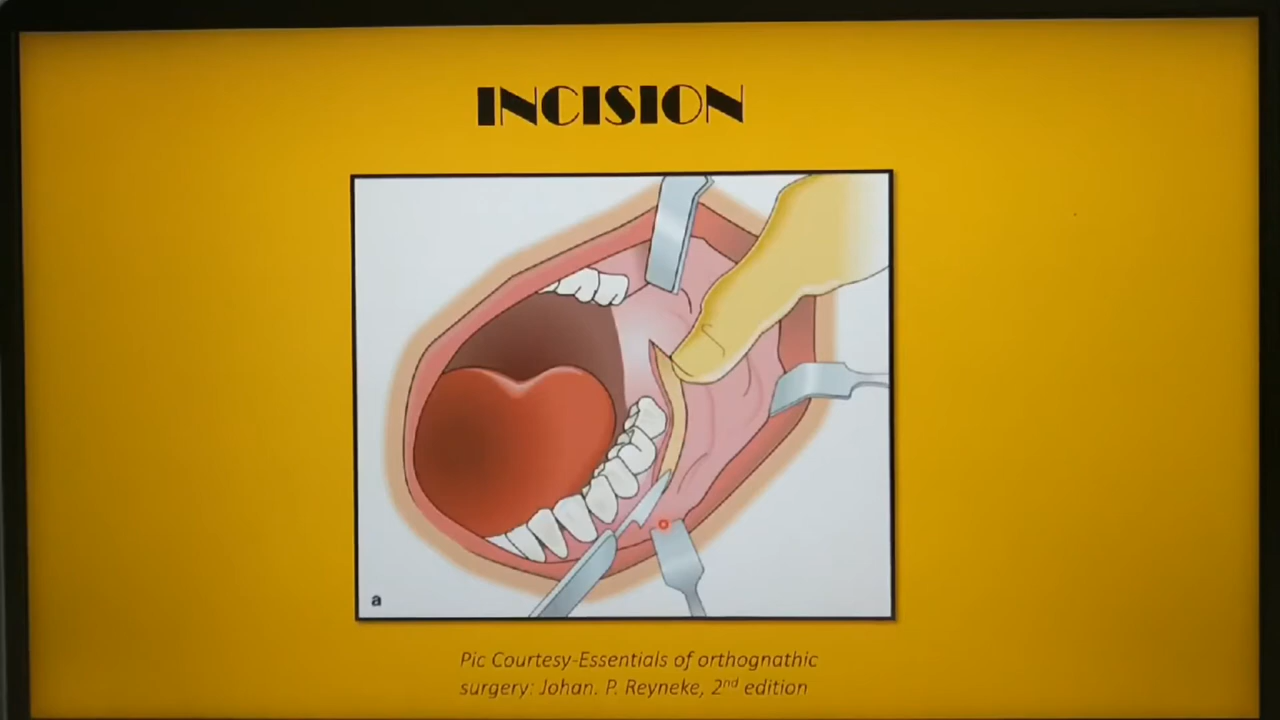 INCISION
a
Pic Courtesy-Essentials of orthognathic
surgery: Johan. P. Reyneke, 2nd edition